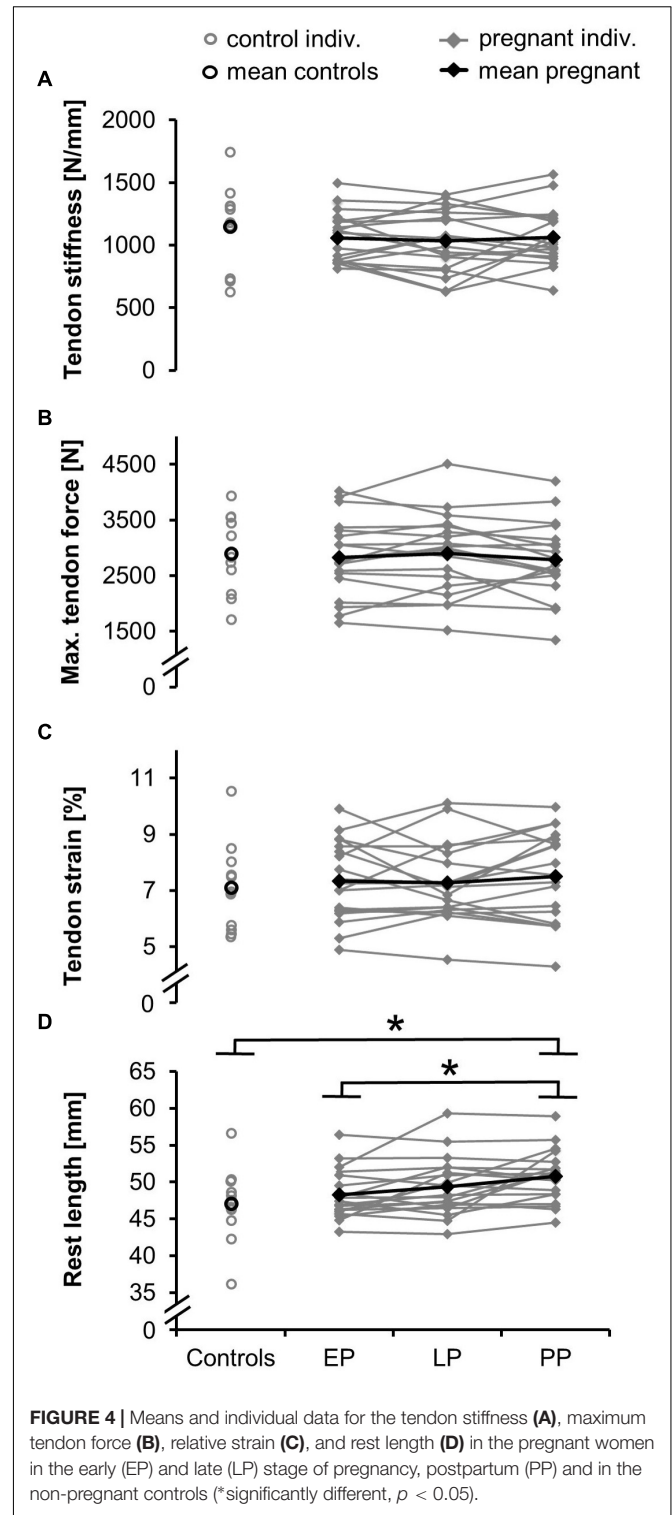 control indiv. pregnant indiv.
mean controls mean pregnant
A
Tendon stiffness [N/mm]
2000
1500
1000
500
0
B
Max. tendon force [N]
4500
3500
2500
1500
0
C
Tendon strain [%]
11
9
7
5
0
D
* 
*
Rest length [mm]
65
60
55
50
45
40
35
0
Controls EP LP PP
FIGURE 4 | Means and individual data for the tendon stiffness (A), maximum
tendon force (B), relative strain (C), and rest length (D) in the pregnant women
in the early (EP) and late (LP) stage of pregnancy, postpartum (PP) and in the
non-pregnant controls (*significantly different, p < 0.05).